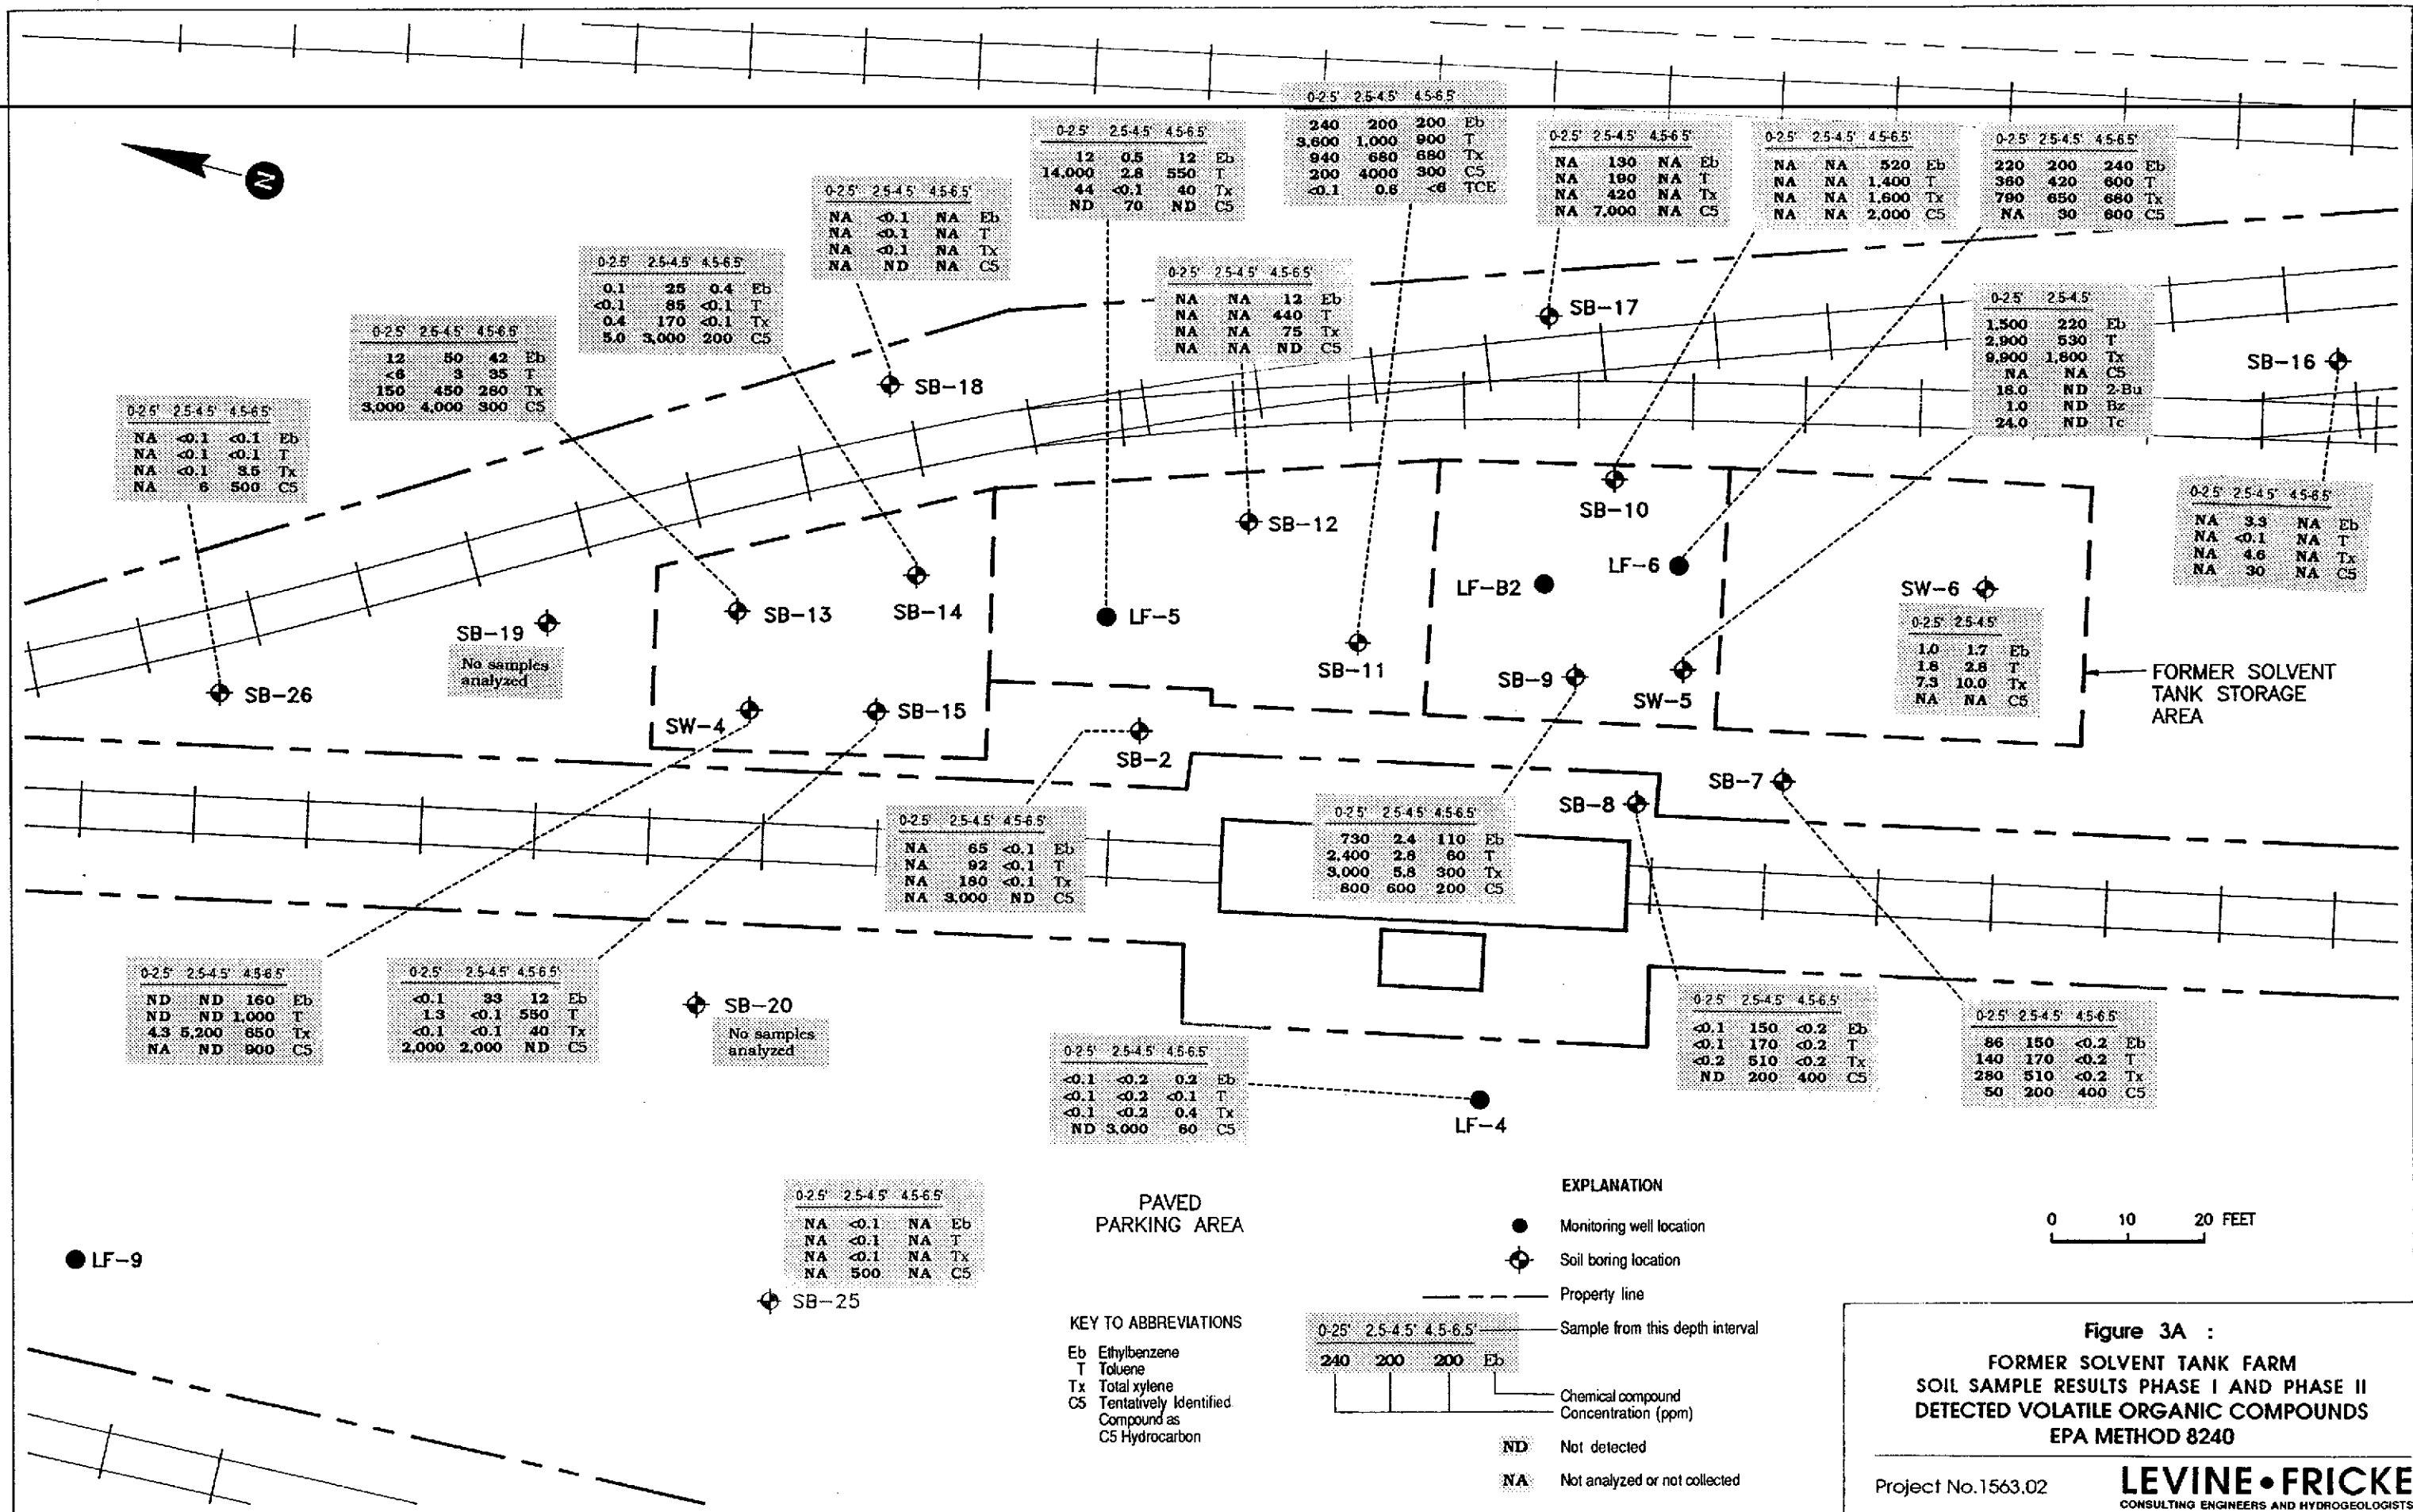 0-2.5' 2.5-4.5' 4.5-6.5'
240 200 200 Eb
3,600 1,000 900 T
940 680 680 Tx
200 4000 300 C5
<0.1 0.6 <6 TCE
0-2.5' 2.5-4.5' 4.5-6.5'
12 0.5 12 Eb
14,000 2.8 550 T
44 <0.1 40 Tx
ND 70 ND C5
0-2.5' 2.5-4.5' 4.5-6.5'
NA 130 NA Eb
NA 190 NA T
NA 420 NA Tx
NA 7,000 NA C5
0-2.5' 2.5-4.5' 4.5-6.5'
NA NA 520 Eb
NA NA 1,400 T
NA NA 1,600 Tx
NA NA 2,000 C5
0-2.5' 2.5-4.5' 4.5-6.5'
220 200 240 Eb
360 420 600 T
790 650 680 Tx
NA 30 600 C5
N
0-2.5' 2.5-4.5' 4.5-6.5'
NA <0.1 NA Eb
NA <0.1 NA T
NA <0.1 NA Tx
NA ND NA C5
0-2.5' 2.5-4.5' 4.5-6.5'
0.1 25 0.4 Eb
<0.1 85 <0.1 T
0.4 170 <0.1 Tx
5.0 3,000 200 C5
0-2.5' 2.5-4.5' 4.5-6.5'
NA NA 12 Eb
NA NA 440 T
NA NA 75 Tx
NA NA ND C5
0-2.5' 2.5-4.5' 4.5-6.5'
12 50 42 Eb
<6 3 35 T
150 450 280 Tx
3,000 4,000 300 C5
0-2.5' 2.5-4.5'
1,500 220 Eb
2,900 530 T
9,900 1,800 Tx
NA NA C5
18.0 ND 2-Bu
1.0 ND Bz
24.0 ND Tc
SB-17
SB-16
SB-18
0-2.5' 2.5-4.5' 4.5-6.5'
NA <0.1 <0.1 Eb
NA <0.1 <0.1 T
NA <0.1 3.5 Tx
NA 6 500 C5
0-2.5' 2.5-4.5' 4.5-6.5'
NA 3.3 NA Eb
NA <0.1 NA T
NA 4.6 NA Tx
NA 30 NA C5
SB-10
SB-12
LF-6
LF-B2
SW-6
SB-13
SB-14
LF-5
SB-19
No samples
analyzed
0-2.5' 2.5-4.5'
1.0 1.7 Eb
1.8 2.8 T
7.3 10.0 Tx
NA NA C5
SB-11
SB-9
SW-5
FORMER SOLVENT
TANK STORAGE
AREA
SB-26
SW-4
SB-15
SB-2
SB-7
SB-8
0-2.5' 2.5-4.5' 4.5-6.5'
NA 65 <0.1 Eb
NA 92 <0.1 T
NA 180 <0.1 Tx
NA 3,000 ND C5
0-2.5' 2.5-4.5' 4.5-6.5'
730 2.4 110 Eb
2,400 2.8 60 T
3,000 5.8 300 Tx
800 600 200 C5
0-2.5' 2.5-4.5' 4.5-6.5'
ND ND 160 Eb
ND ND 1,000 T
4.3 5,200 850 Tx
NA ND 900 C5
0-2.5' 2.5-4.5' 4.5-6.5'
<0.1 33 12 Eb
1.3 <0.1 550 T
<0.1 <0.1 40 Tx
2,000 2,000 ND C5
SB-20
No samples
analyzed
0-2.5' 2.5-4.5' 4.5-6.5'
<0.1 150 <0.2 Eb
<0.1 170 <0.2 T
<0.2 510 <0.2 Tx
ND 200 400 C5
0-2.5' 2.5-4.5' 4.5-6.5'
86 150 <0.2 Eb
140 170 <0.2 T
280 510 <0.2 Tx
50 200 400 C5
0-2.5' 2.5-4.5' 4.5-6.5'
<0.1 <0.2 0.2 Eb
<0.1 <0.2 <0.1 T
<0.1 <0.2 0.4 Tx
ND 3,000 60 C5
LF-4
0-2.5' 2.5-4.5' 4.5-6.5'
NA <0.1 NA Eb
NA <0.1 NA T
NA <0.1 NA Tx
NA 500 NA C5
SB-25
LF-9
PAVED
PARKING AREA
KEY TO ABBREVIATIONS
Eb Ethylbenzene
T Toluene
Tx Total xylene
C5 Tentatively Identified
Compound as
C5 Hydrocarbon
EXPLANATION
Monitoring well location
Soil boring location
Property line
0-25' 2.5-4.5' 4.5-6.5' Sample from this depth interval
240 200 200 Eb
Chemical compound
Concentration (ppm)
ND Not detected
NA Not analyzed or not collected
0 10 20 FEET
Figure 3A :
FORMER SOLVENT TANK FARM
SOIL SAMPLE RESULTS PHASE I AND PHASE II
DETECTED VOLATILE ORGANIC COMPOUNDS
EPA METHOD 8240
Project No.1563.02
LEVINE•FRICKE
CONSULTING ENGINEERS AND HYDROGEOLOGISTS